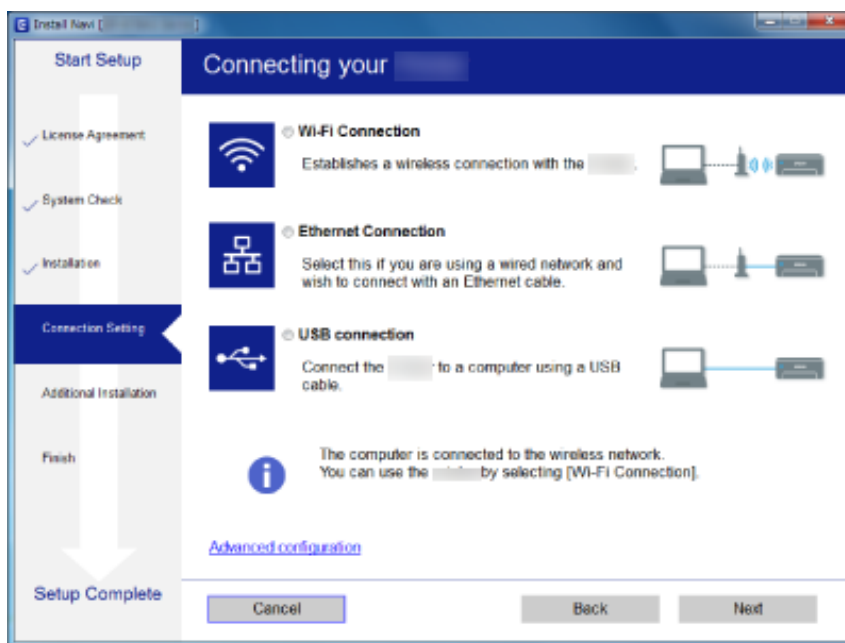 Install Navi [
Start Setup
Connecting your
License Agreement
System Check
Installation
Connection Setting
Additional Installation
Finish
Setup Complete
Wi-Fi Connection
Establishes a wireless connection with the .
Ethernet Connection
Select this if you are using a wired network and
wish to connect with an Ethernet cable.
USB connection
Connect the to a computer using a USB
cable.
The computer is connected to the wireless network.
You can use the by selecting [Wi-Fi Connection].
Advanced configuration
Cancel
Back
Next